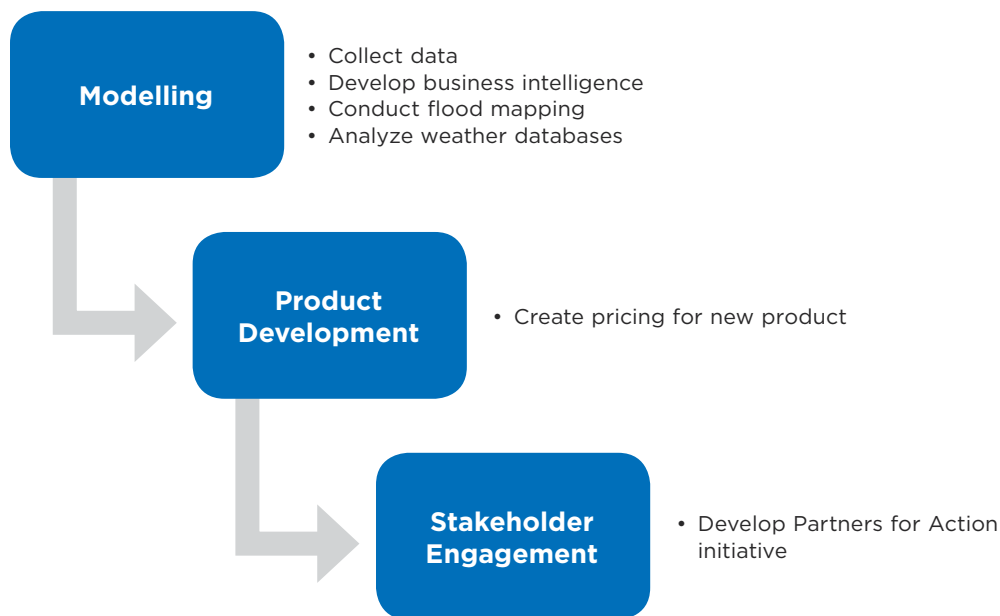 Modelling
• Collect data
• Develop business intelligence
• Conduct flood mapping
• Analyze weather databases
Product
Development
• Create pricing for new product
Stakeholder
Engagement
• Develop Partners for Action
initiative